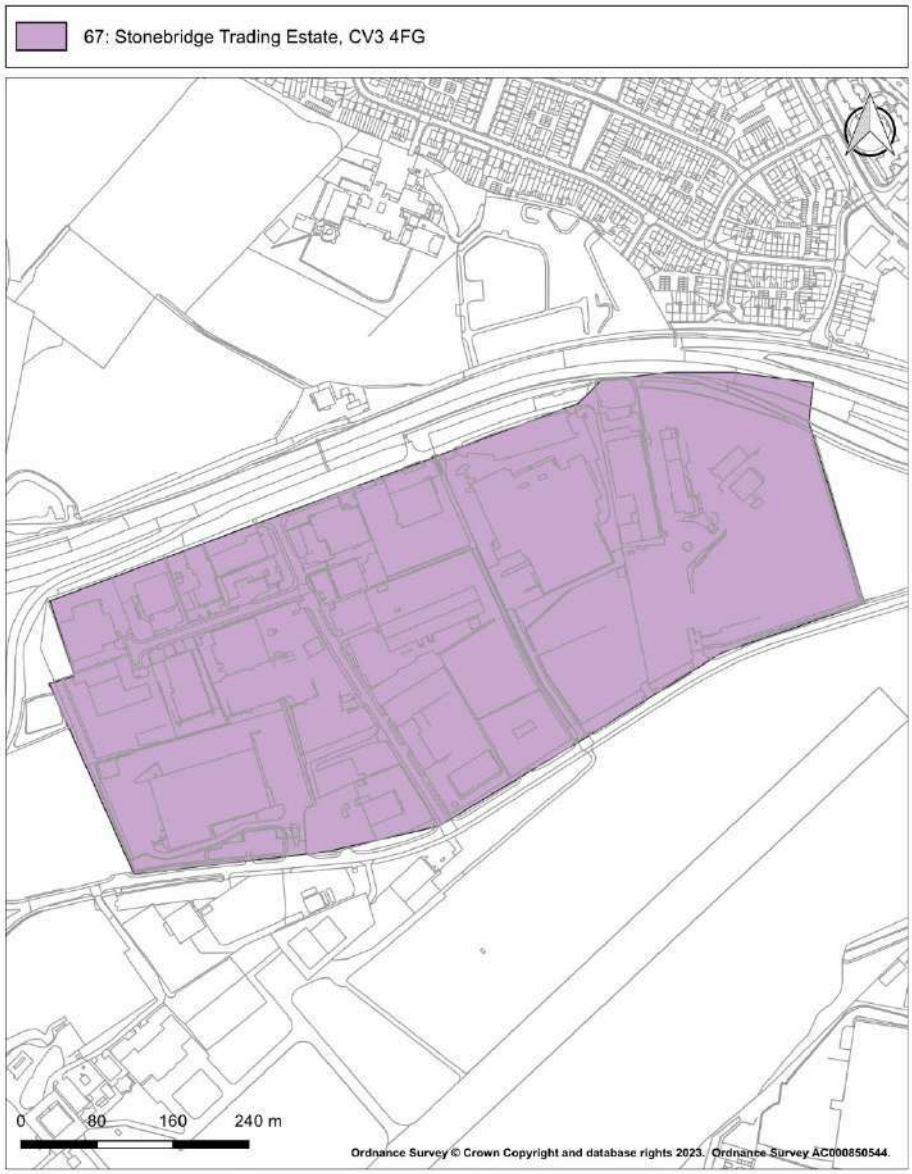 67: Stonebridge Trading Estate, CV3 4FG
0 80 160 240 m
Ordnance Survey © Crown Copyright and database rights 2023. Ordnance Survey AC000850544.